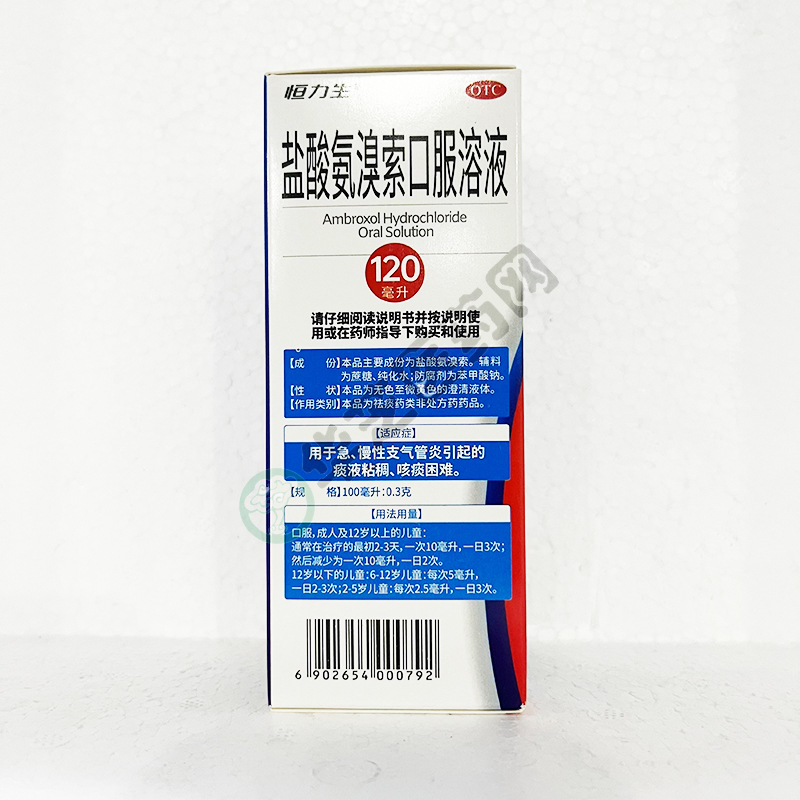 恒力生
OTC
盐酸氨溴索口服溶液
Ambroxol Hydrochloride
Oral Solution
120
毫升
请仔细阅读说明书并按说明使
用或在药师指导下购买和使用
【成　份】本品主要成份为盐酸氨溴索。辅料
为蔗糖、纯化水;防腐剂为苯甲酸钠。
【性　状】本品为无色至微黄色的澄清液体。
【作用类别】本品为祛痰药类非处方药药品。
【适应症】
用于急、慢性支气管炎引起的
痰液粘稠、咳痰困难。
【规　格】100毫升:0.3克
【用法用量】
口服,成人及12岁以上的儿童:
通常在治疗的最初2-3天,一次10毫升,一日3次;
然后减少为一次10毫升,一日2次。
12岁以下的儿童:6-12岁儿童:每次5毫升,
一日2-3次;2-5岁儿童:每次2.5毫升,一日3次。
6 902654 000792